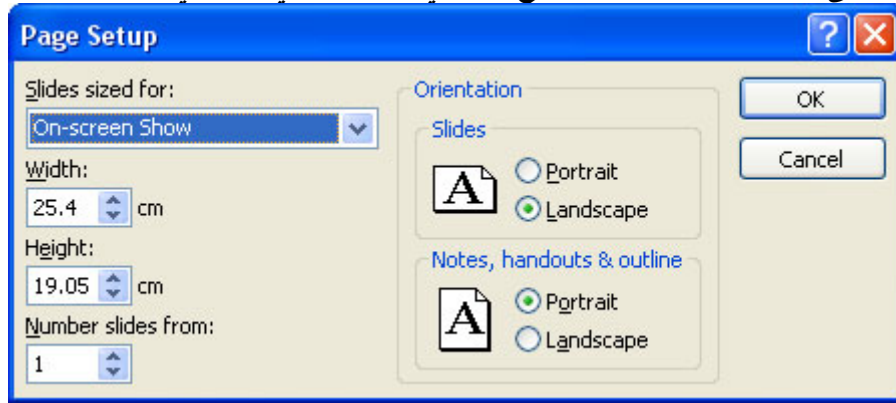 Page Setup
Slides sized for:
On-screen Show
Width:
25.4 cm
Height:
19.05 cm
Number slides from:
1
Orientation
Slides
A
Portrait
Landscape
Notes, handouts & outline
A
Portrait
Landscape
OK
Cancel